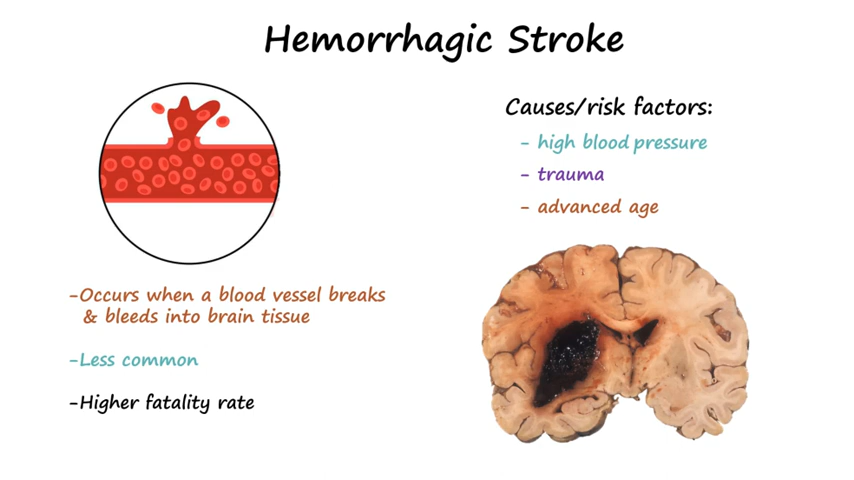 Hemorrhagic Stroke
-Occurs when a blood vessel breaks
& bleeds into brain tissue
-Less common
-Higher fatality rate
Causes/risk factors:
- high blood pressure
- trauma
- advanced age